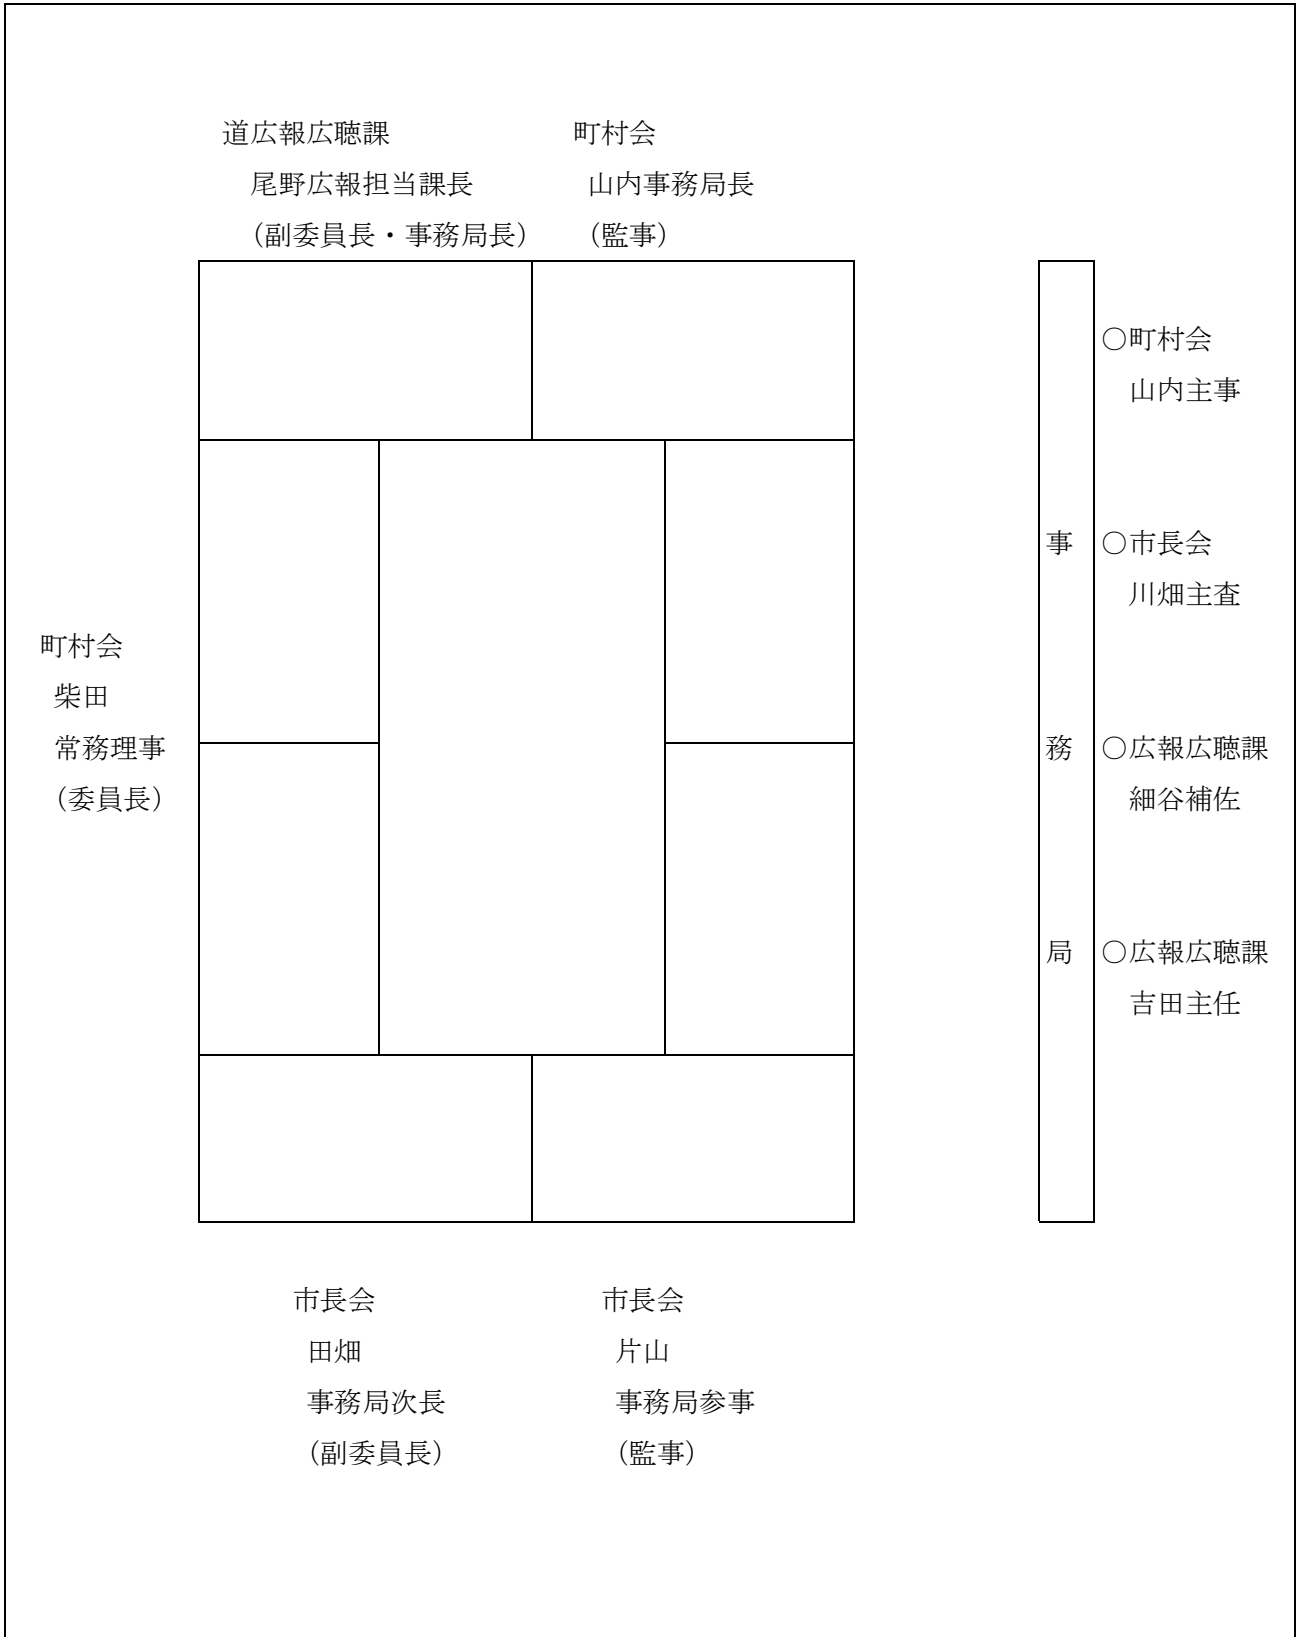 道広報広聴課
尾野広報担当課長
（副委員長・事務局長）
町村会
山内事務局長
（監事）
町村会
柴田
常務理事
（委員長）
事務局
○町村会
山内主事
○市長会
川畑主査
○広報広聴課
細谷補佐
○広報広聴課
吉田主任
市長会
田畑
事務局次長
（副委員長）
市長会
片山
事務局参事
（監事）